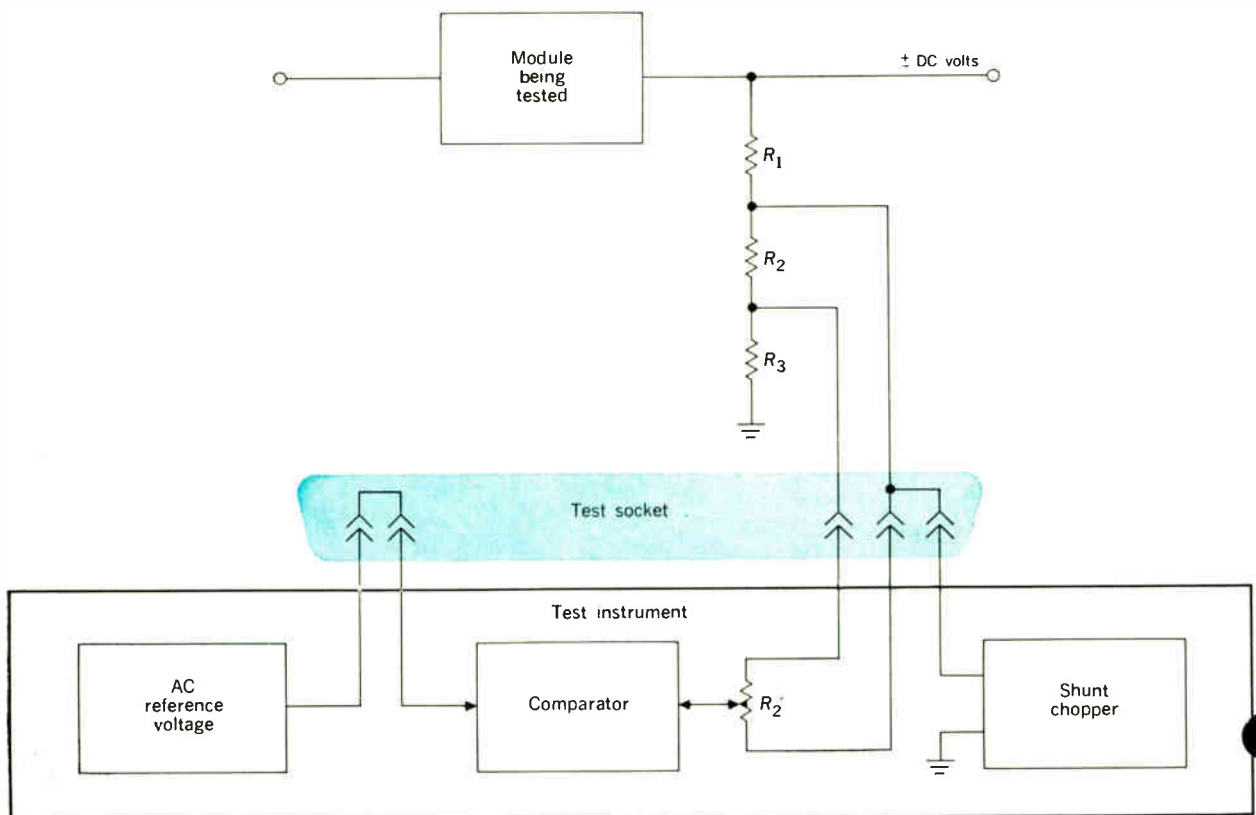 Module
being
tested
± DC volts
R1
R2
R3
Test socket
Test instrument
AC
reference
voltage
Comparator
R2
Shunt
chopper